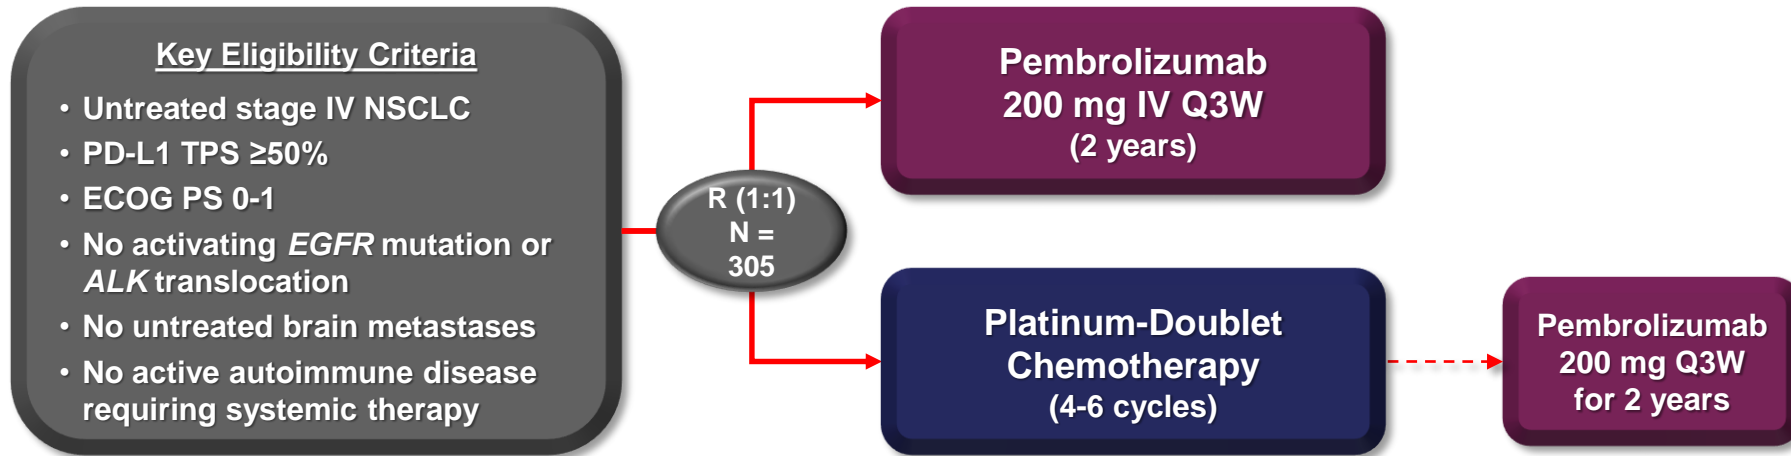 Key Eligibility Criteria
• Untreated stage IV NSCLC
• PD-L1 TPS ≥50%
• ECOG PS 0-1
• No activating EGFR mutation or
ALK translocation
• No untreated brain metastases
• No active autoimmune disease
requiring systemic therapy
R (1:1)
N =
305
Pembrolizumab
200 mg IV Q3W
(2 years)
Platinum-Doublet
Chemotherapy
(4-6 cycles)
Pembrolizumab
200 mg Q3W
for 2 years